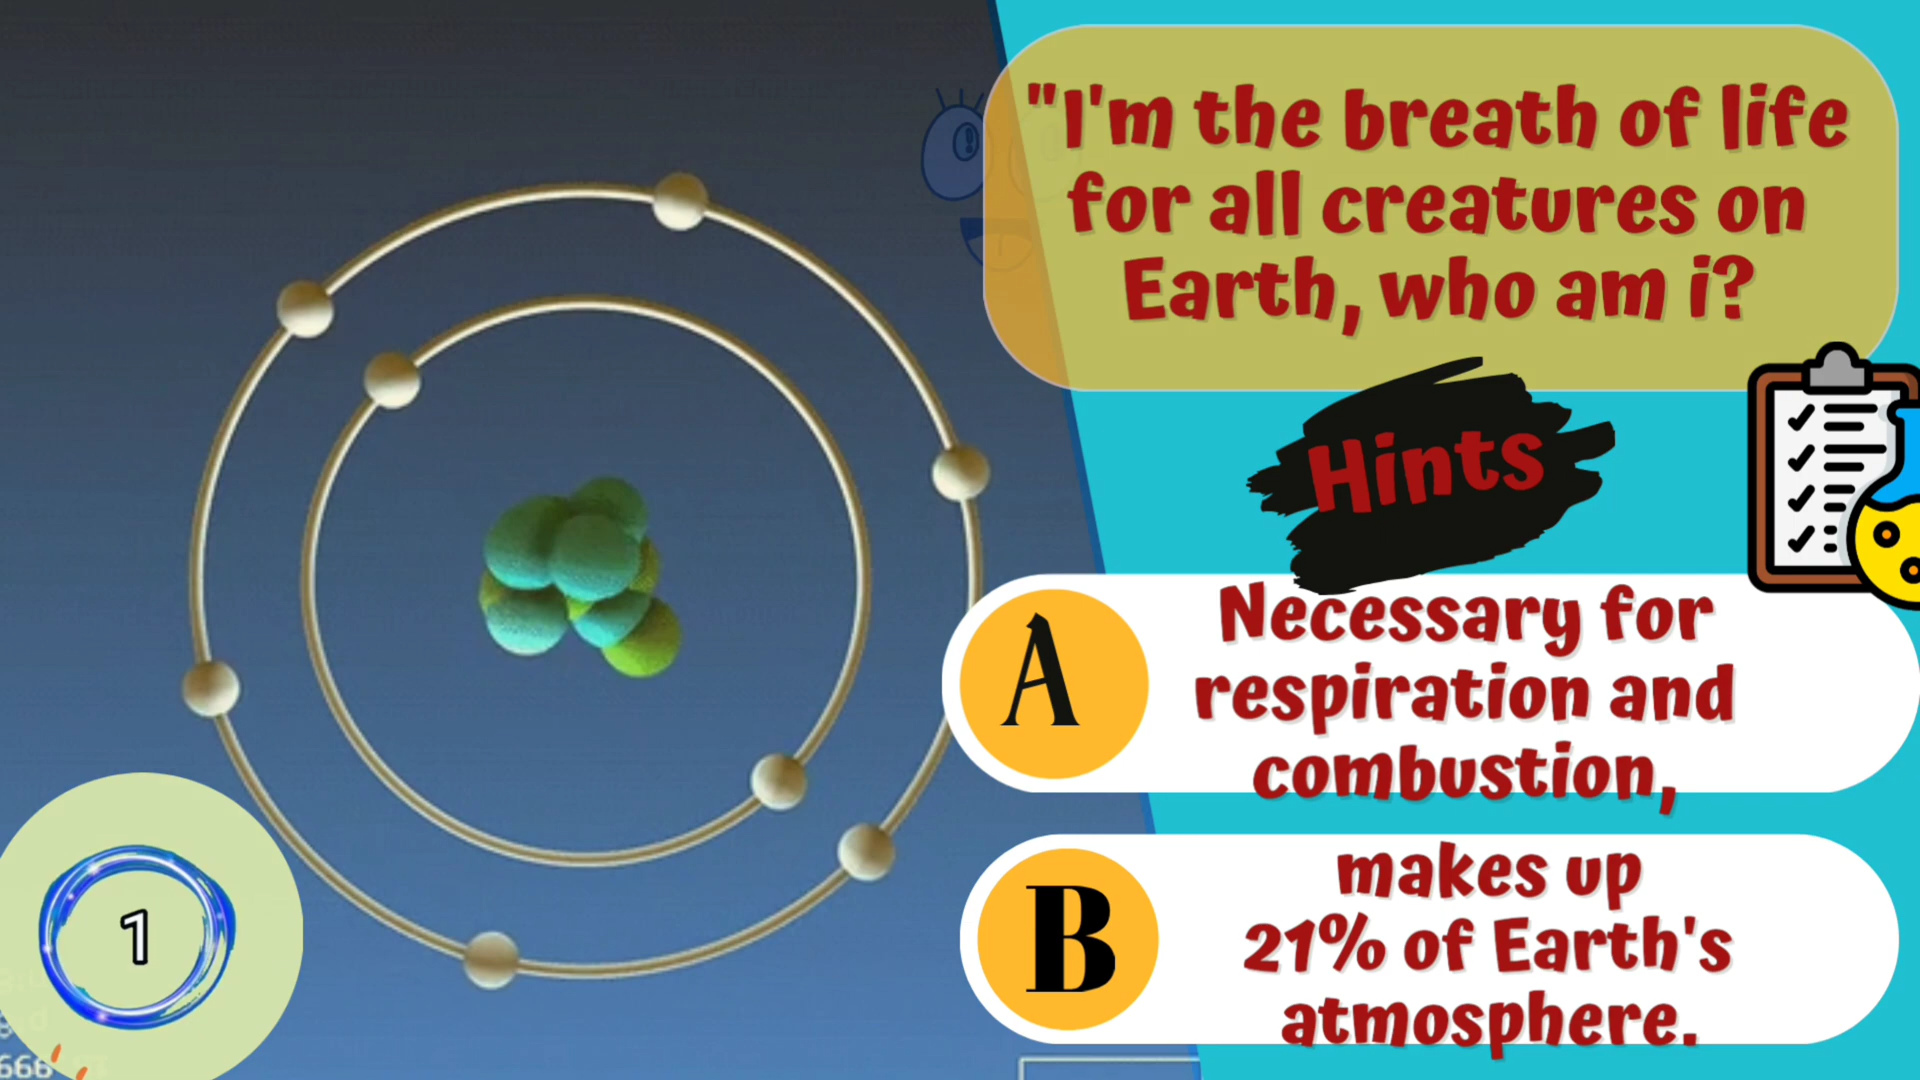 "I'm the breath of life
for all creatures on
Earth, who am i?
Hints
A
Necessary for
respiration and
combustion,
B
makes up
21% of Earth's
atmosphere.
1
666